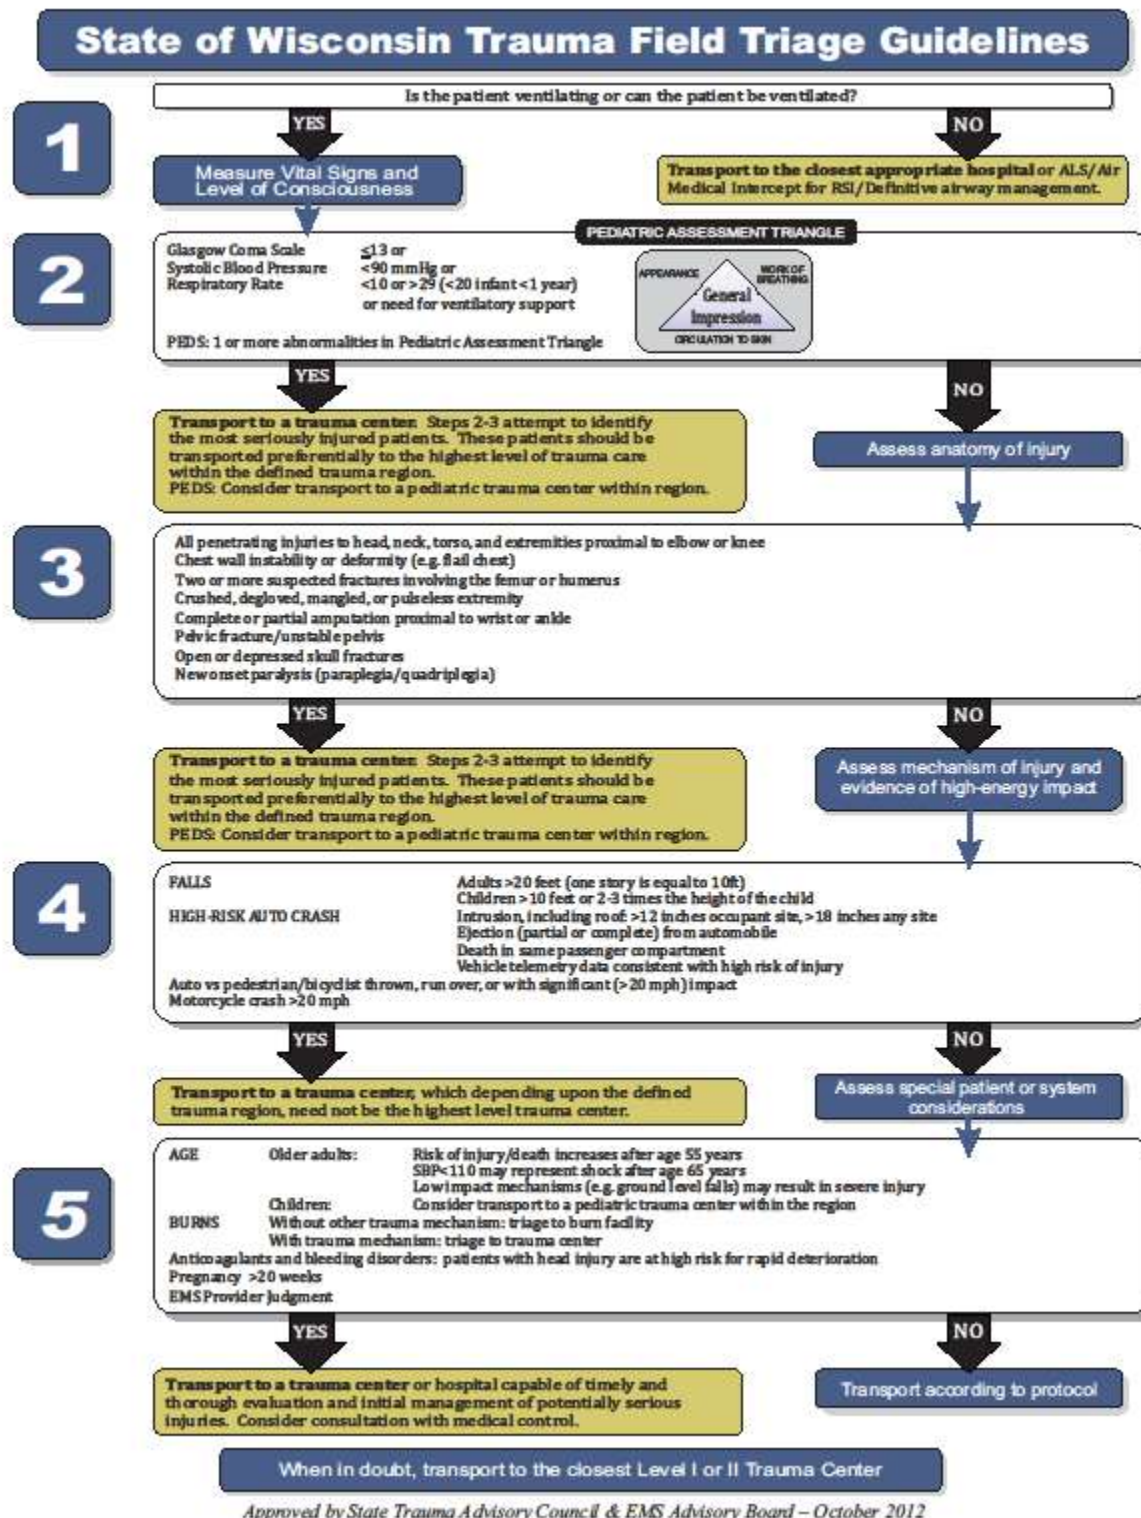 State of Wisconsin Trauma Field Triage Guidelines
1
Is the patient ventilating or can the patient be ventilated?
YES
NO
Measure Vital Signs and
Level of Consciousness
Transport to the closest appropriate hospital or ALS/Air
Medical Intercept for RSI/Definitive airway management.
2
PEDIATRIC ASSESSMENT TRIANGLE
Glasgow Coma Scale ≤13 or
Systolic Blood Pressure <90 mmHg or
Respiratory Rate <10 or >29 (<20 infant <1 year)
or need for ventilatory support
PEDS: 1 or more abnormalities in Pediatric Assessment Triangle
APPEARANCE
WORK OF
BREATHING
General
Impression
CIRCULATION TO SKIN
YES
NO
Transport to a trauma center. Steps 2-3 attempt to identify
the most seriously injured patients. These patients should be
transported preferentially to the highest level of trauma care
within the defined trauma region.
PEDS: Consider transport to a pediatric trauma center within region.
Assess anatomy of injury
3
All penetrating injuries to head, neck, torso, and extremities proximal to elbow or knee
Chest wall instability or deformity (e.g. flail chest)
Two or more suspected fractures involving the femur or humerus
Crushed, degloved, mangled, or pulseless extremity
Complete or partial amputation proximal to wrist or ankle
Pelvic fracture/unstable pelvis
Open or depressed skull fractures
New onset paralysis (paraplegia/quadriplegia)
YES
NO
Transport to a trauma center. Steps 2-3 attempt to identify
the most seriously injured patients. These patients should be
transported preferentially to the highest level of trauma care
within the defined trauma region.
PEDS: Consider transport to a pediatric trauma center within region.
Assess mechanism of injury and
evidence of high-energy impact
4
FALLS Adults >20 feet (one story is equal to 10ft)
Children >10 feet or 2-3 times the height of the child
HIGH-RISK AUTO CRASH Intrusion, including roof: >12 inches occupant site, >18 inches any site
Ejection (partial or complete) from automobile
Death in same passenger compartment
Vehicle telemetry data consistent with high risk of injury
Auto vs pedestrian/bicyclist thrown, run over, or with significant (>20 mph) impact
Motorcycle crash >20 mph
YES
NO
Transport to a trauma center, which depending upon the defined
trauma region, need not be the highest level trauma center.
Assess special patient or system
considerations
5
AGE Older adults: Risk of injury/death increases after age 55 years
SBP<110 may represent shock after age 65 years
Low impact mechanisms (e.g. ground level falls) may result in severe injury
Children: Consider transport to a pediatric trauma center within the region
BURNS Without other trauma mechanism: triage to burn facility
With trauma mechanism: triage to trauma center
Anticoagulants and bleeding disorders: patients with head injury are at high risk for rapid deterioration
Pregnancy >20 weeks
EMS Provider Judgment
YES
NO
Transport to a trauma center or hospital capable of timely and
thorough evaluation and initial management of potentially serious
injuries. Consider consultation with medical control.
Transport according to protocol
When in doubt, transport to the closest Level I or II Trauma Center
Approved by State Trauma Advisory Council & EMS Advisory Board – October 2012